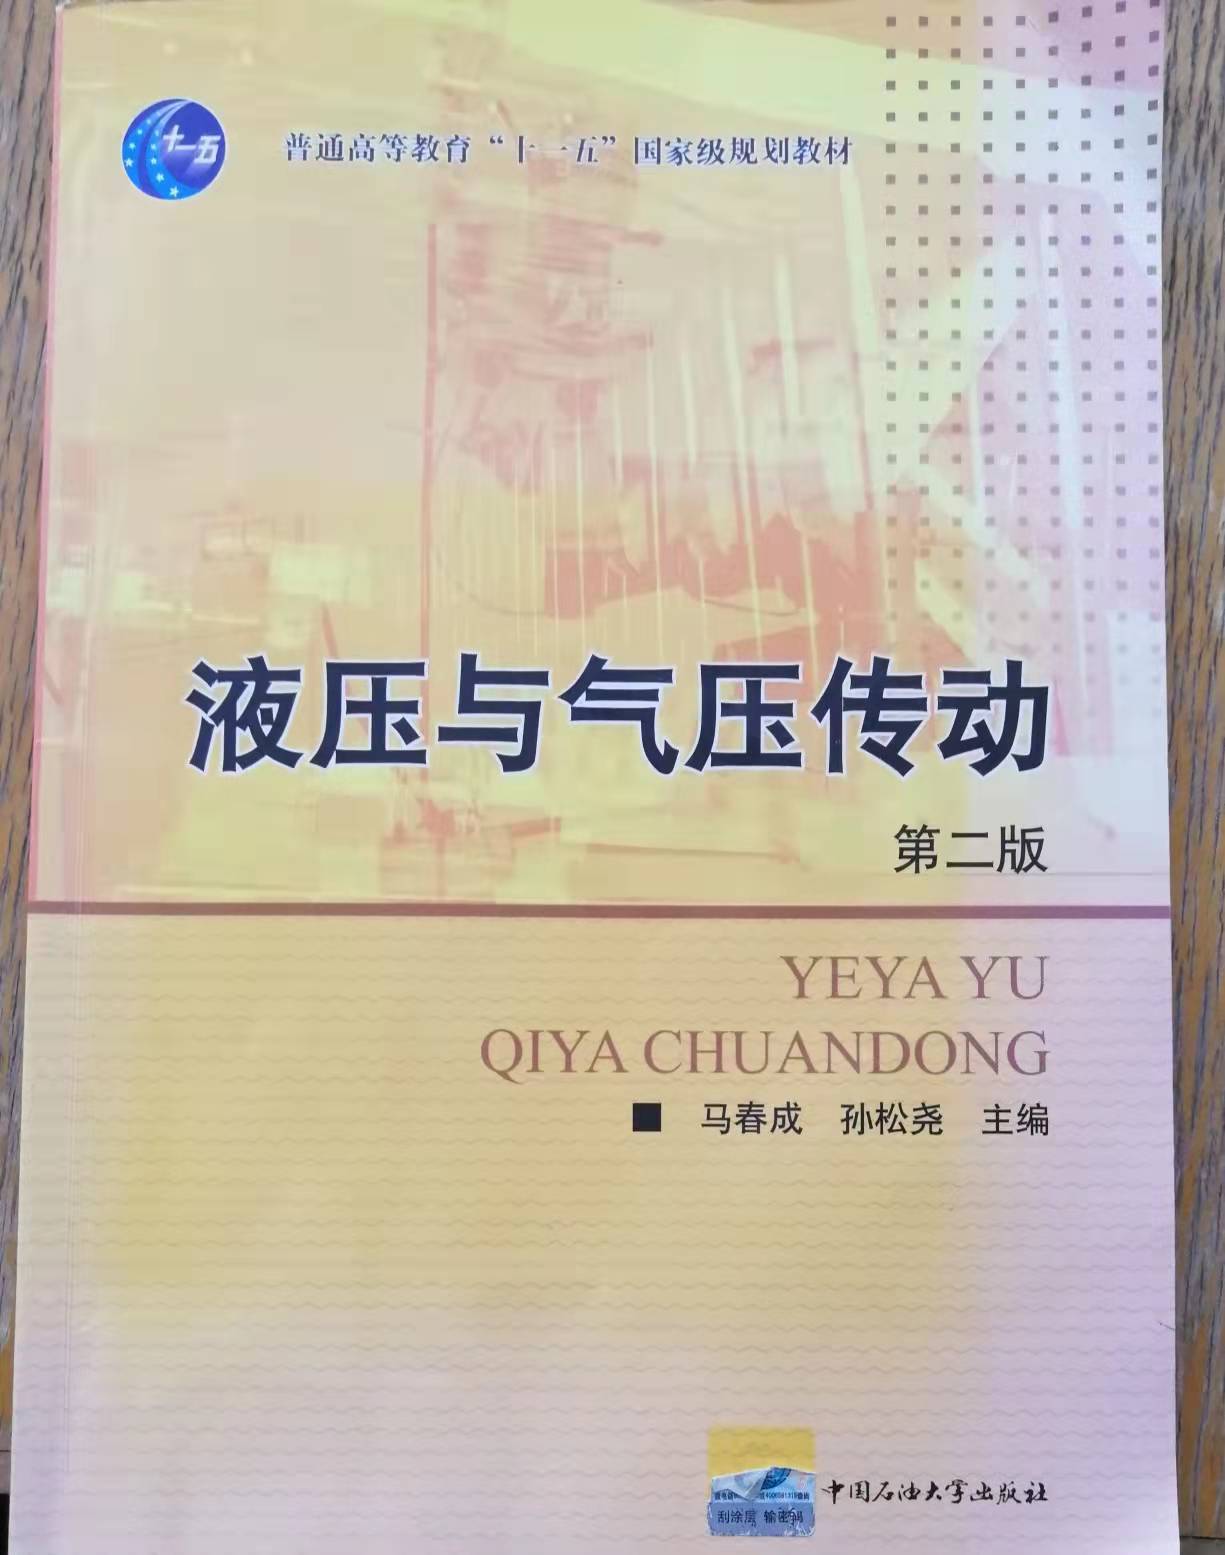 十一五
普通高等教育“十一五”国家级规划教材
液压与气压传动
第二版
YEYA YU
QIYA CHUANDONG
■ 马春成 孙松尧 主编
中国石油大学出版社
刮涂层 输密码